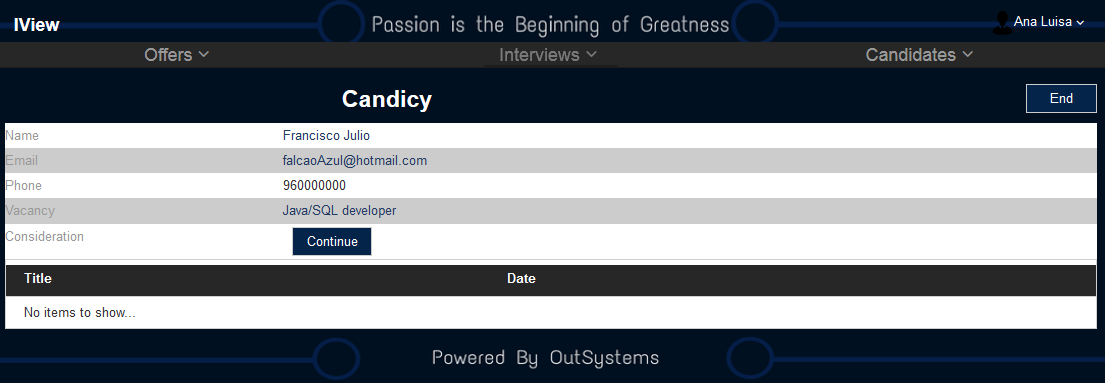 IView
Passion is the Beginning of Greatness
Ana Luisa
Offers
Interviews
Candidates
Candicy
End
Name Francisco Julio
Email falcaoAzul@hotmail.com
Phone 960000000
Vacancy Java/SQL developer
Consideration Continue
Title Date
No items to show...
Powered By OutSystems